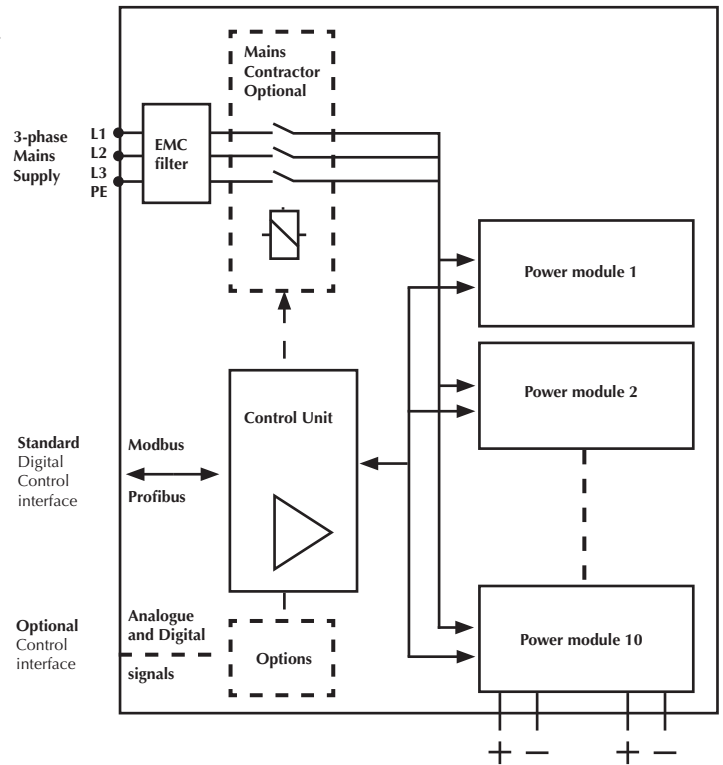 Mains
Contractor
Optional
3-phase
Mains
Supply
L1
L2
L3
PE
EMC
filter
Power module 1
Power module 2
Control Unit
Standard
Digital
Control
interface
Modbus
Profibus
Optional
Control
interface
Analogue
and Digital
signals
Options
Power module 10
+ — + —